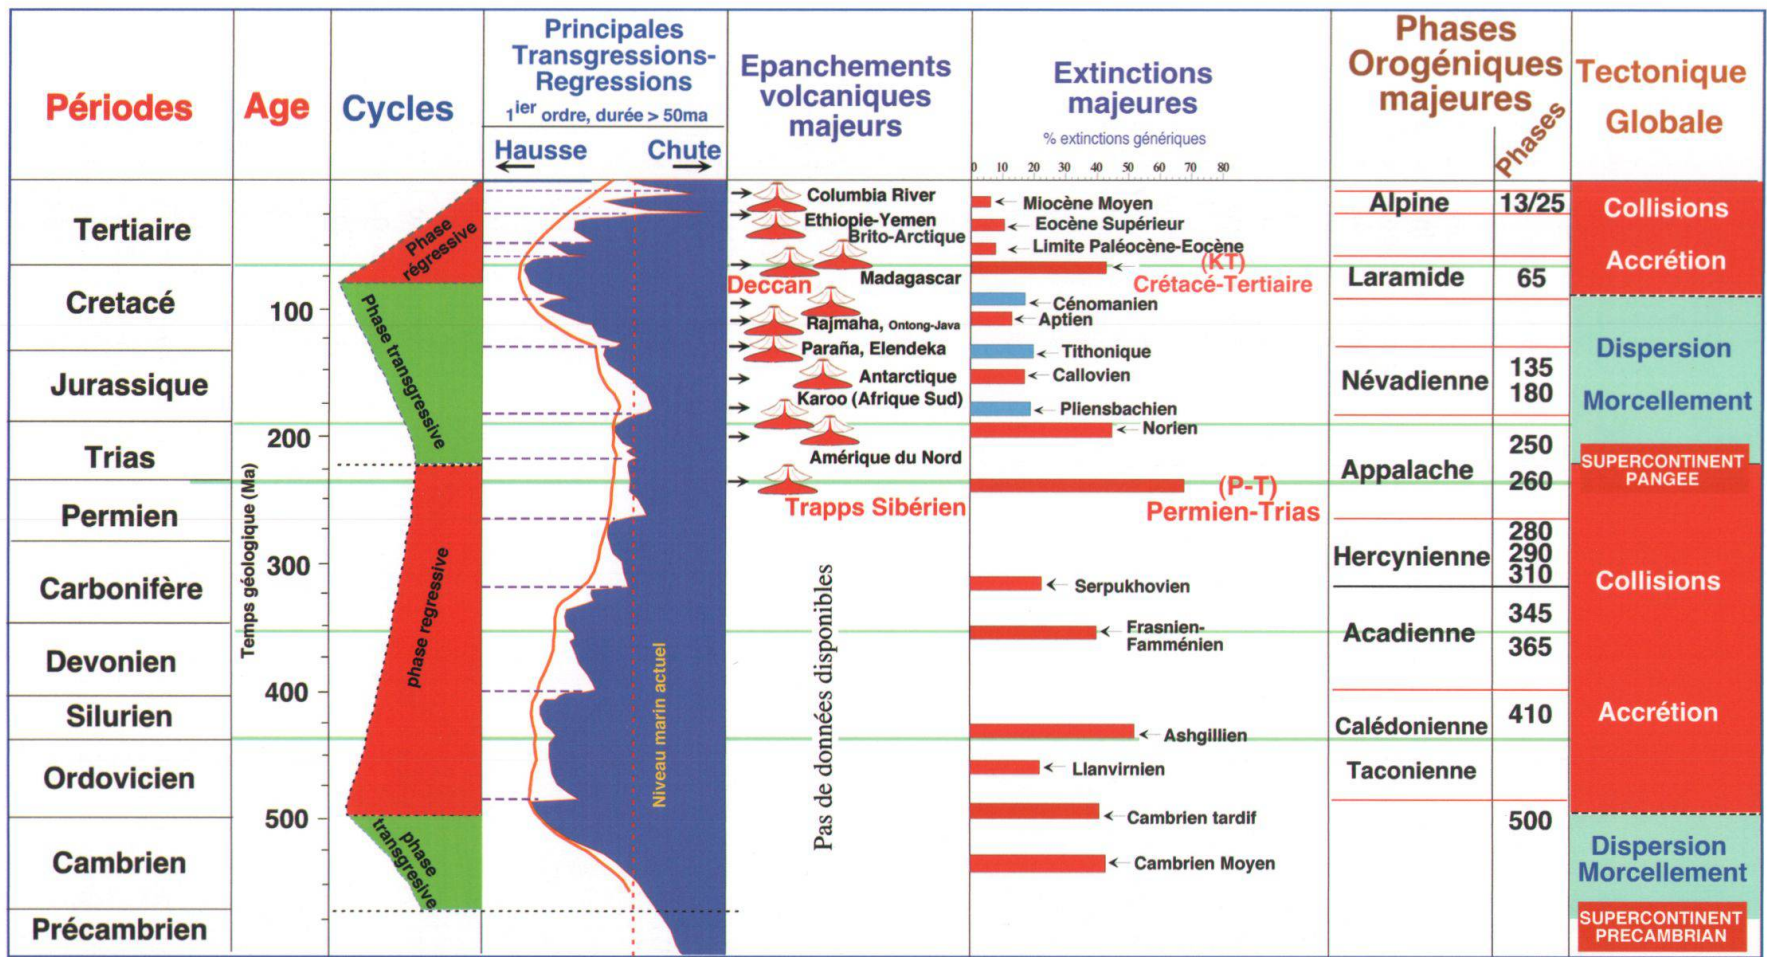 Périodes
Age
Cycles
Principales
Transgressions-
Regressions
1ier ordre, durée > 50ma
Hausse
Chute
Epanchements
volcaniques
majeurs
Extinctions
majeures
% extinctions génériques
0 10 20 30 40 50 60 70 80
Phases
Orogéniques
majeures
Phases
Tectonique
Globale
Tertiaire
Cretacé
Jurassique
Trias
Permien
Carbonifère
Devonien
Silurien
Ordovicien
Cambrien
Précambrien
Temps géologique (Ma)
100
200
300
400
500
Phase
régressive
Phase transgressive
phase regressive
phase
transgresive
Niveau marin actuel
Columbia River
Ethiopie-Yemen
Brito-Arctique
Madagascar
Deccan
Rajmaha, Ontong-Java
Paraña, Elendeka
Antarctique
Karoo (Afrique Sud)
Amérique du Nord
Trapps Sibérien
Pas de données disponibles
Miocène Moyen
Eocène Supérieur
Limite Paléocène-Eocène
(KT)
Crétacé-Tertiaire
Cénomanien
Aptien
Tithonique
Callovien
Pliensbachien
Norien
(P-T)
Permien-Trias
Serpukhovien
Frasnien-
Famménien
Ashgillien
Llanvirnien
Cambrien tardif
Cambrien Moyen
Alpine
13/25
Laramide
65
Névadienne
135
180
Appalache
250
260
Hercynienne
280
290
310
Acadienne
345
365
Calédonienne
410
Taconienne
500
Collisions
Accrétion
Dispersion
Morcellement
SUPERCONTINENT
PANGEE
Collisions
Accrétion
Dispersion
Morcellement
SUPERCONTINENT
PRECAMBRIAN